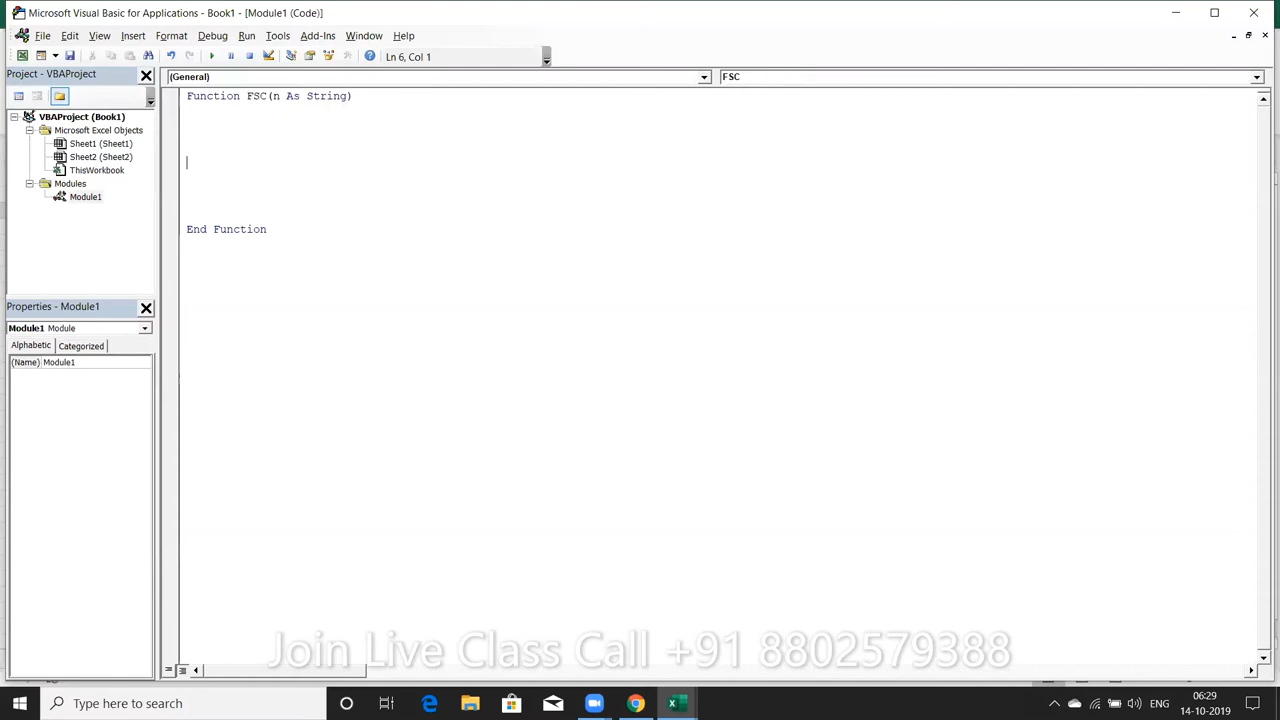 Microsoft Visual Basic for Applications - Book1 - [Module1 (Code)]
File Edit View Insert Format Debug Run Tools Add-Ins Window Help
Ln 6, Col 1
Project - VBAProject
(General)
FSC
VBAProject (Book1)
Microsoft Excel Objects
Sheet1 (Sheet1)
Sheet2 (Sheet2)
ThisWorkbook
Modules
Module1
Function FSC(n As String)
End Function
Properties - Module1
Module1 Module
Alphabetic Categorized
(Name) Module1
Join Live Class Call +91 8802579388
Type here to search
ENG
06:29
14-10-2019